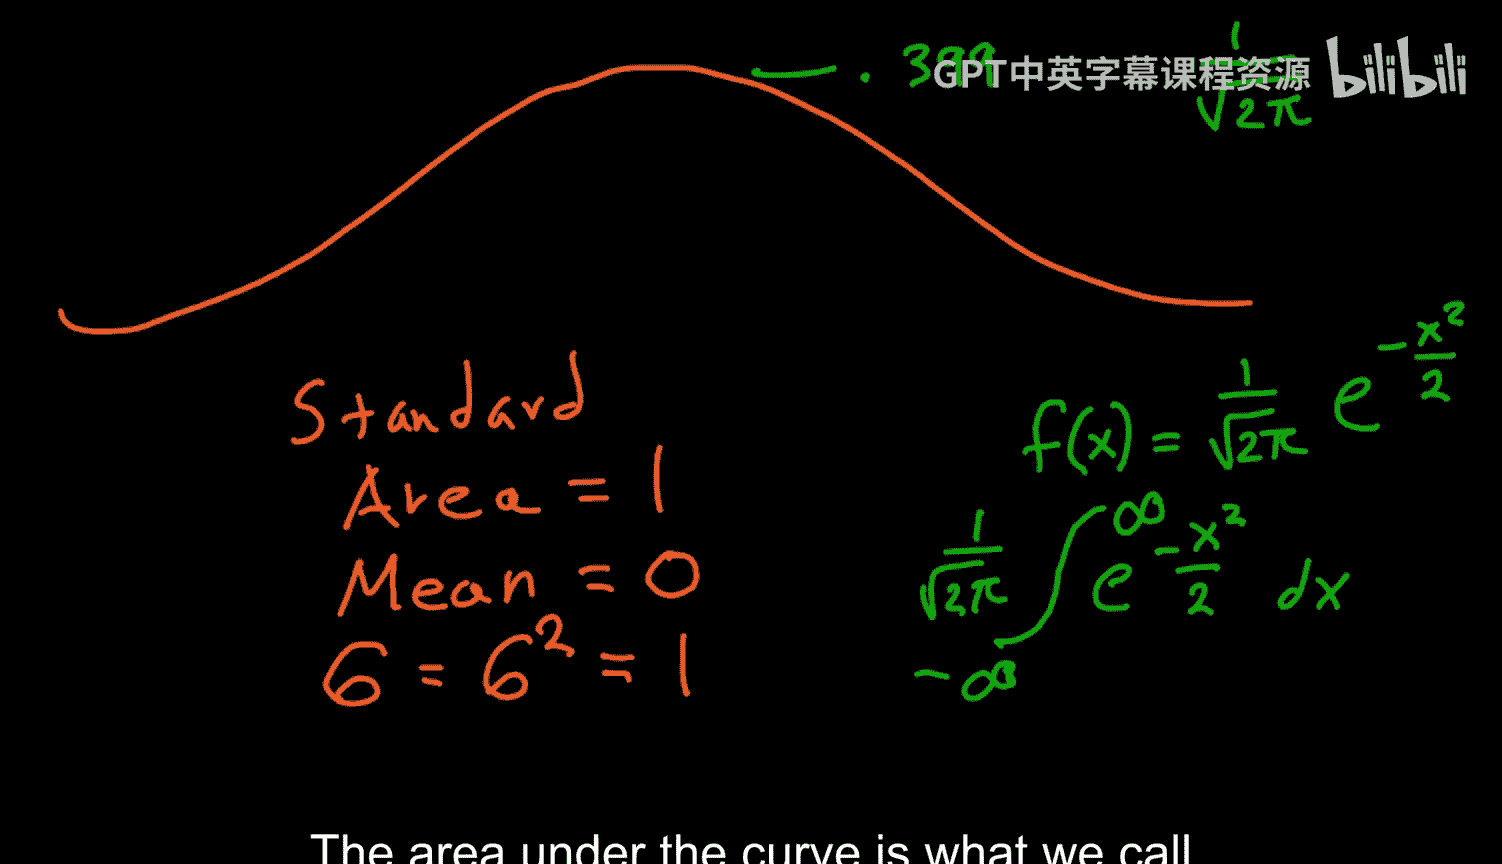 .399
1/√2π
GPT中英字幕课程资源 bilibili
Standard
Area = 1
Mean = 0
6 = 6² = 1
f(x) = 1/√2π e^-x²/2
1/√2π ∫ -∞ ∞ e^-x²/2 dx
The area under the curve is what we call